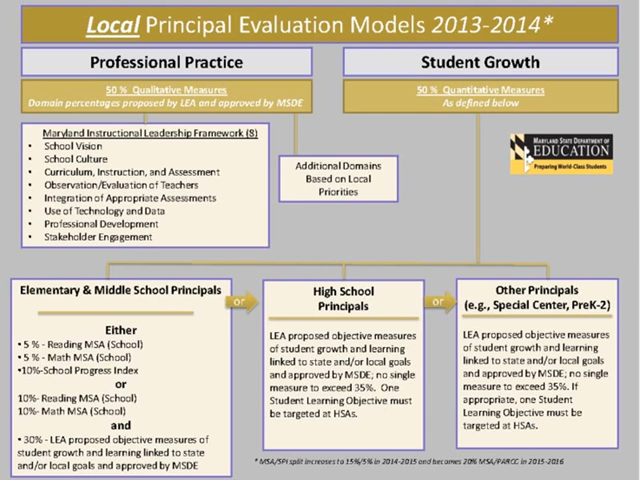 Local Principal Evaluation Models 2013-2014*
Professional Practice
Student Growth
50 % Qualitative Measures
Domain percentages proposed by LEA and approved by MSDE
50 % Quantitative Measures
As defined below
Maryland Instructional Leadership Framework (8)
• School Vision
• School Culture
• Curriculum, Instruction, and Assessment
• Observation/Evaluation of Teachers
• Integration of Appropriate Assessments
• Use of Technology and Data
• Professional Development
• Stakeholder Engagement
Additional Domains
Based on Local
Priorities
MARYLAND STATE DEPARTMENT OF
EDUCATION
Preparing World-Class Students
Elementary & Middle School Principals
Either
• 5 % - Reading MSA (School)
• 5 % - Math MSA (School)
•10%-School Progress Index
or
10%- Reading MSA (School)
10%- Math MSA (School)
and
• 30% - LEA proposed objective measures of
student growth and learning linked to state
and/or local goals and approved by MSDE
or
High School
Principals
LEA proposed objective measures
of student growth and learning
linked to state and/or local goals
and approved by MSDE; no single
measure to exceed 35%. One
Student Learning Objective must
be targeted at HSAs.
or
Other Principals
(e.g., Special Center, PreK-2)
LEA proposed objective measures
of student growth and learning
linked to state and/or local goals
and approved by MSDE; no single
measure to exceed 35%. If
appropriate, one Student
Learning Objective must be
targeted at HSAs.
* MSA/SPI split increases to 15%/5% in 2014-2015 and becomes 20% MSA/PARCC in 2015-2016